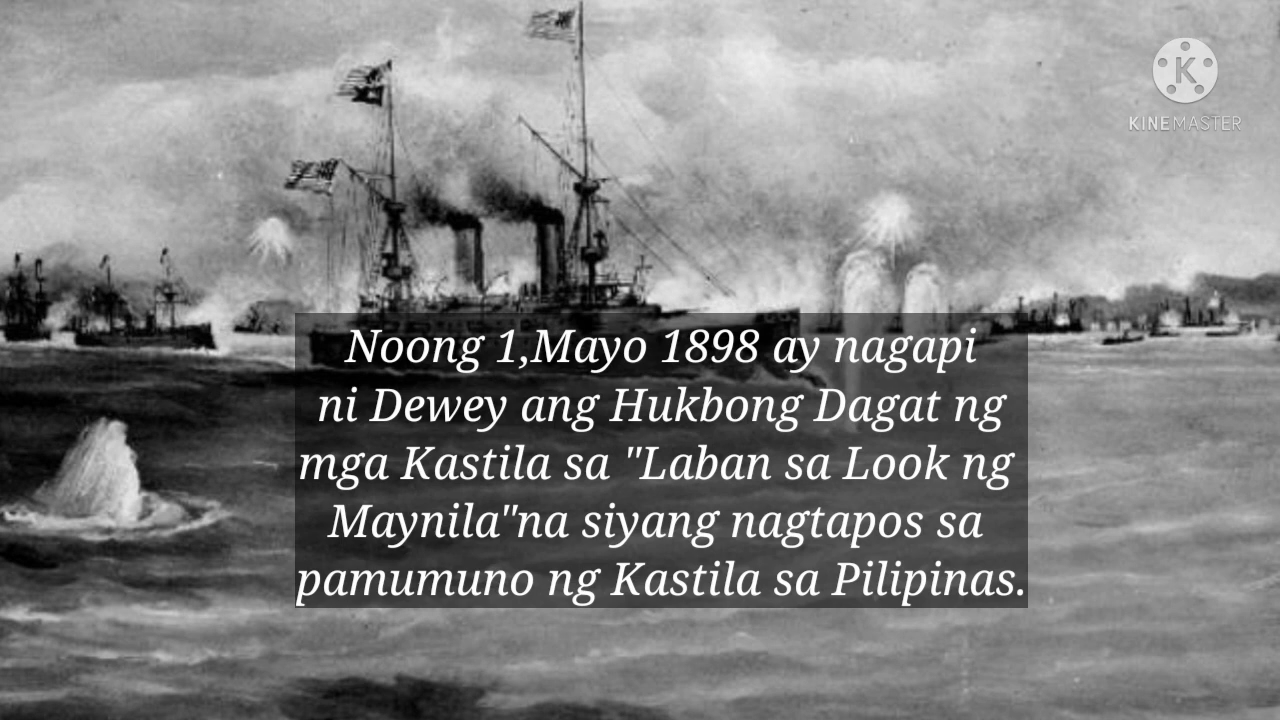 KINEMASTER
Noong 1,Mayo 1898 ay nagapi
ni Dewey ang Hukbong Dagat ng
mga Kastila sa "Laban sa Look ng
Maynila"na siyang nagtapos sa
pamumuno ng Kastila sa Pilipinas.